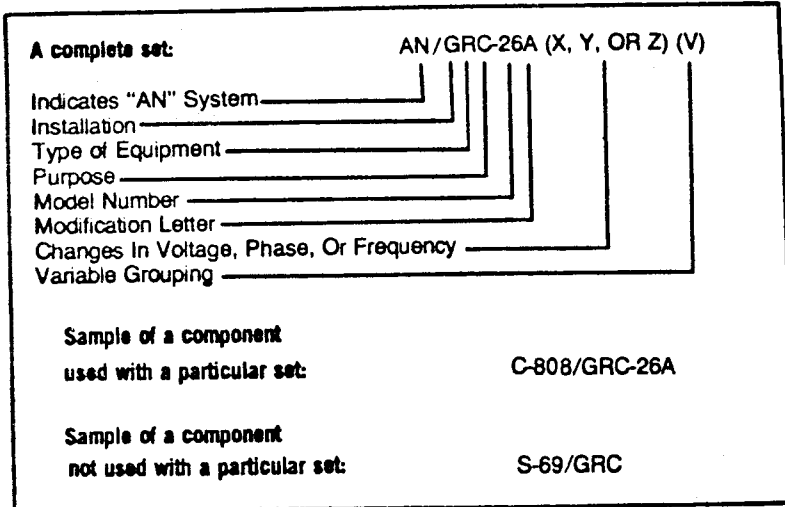 A complete set: AN/GRC-26A (X, Y, OR Z) (V)
Indicates "AN" System
Installation
Type of Equipment
Purpose
Model Number
Modification Letter
Changes In Voltage, Phase, Or Frequency
Variable Grouping
Sample of a component
used with a particular set: C-808/GRC-26A
Sample of a component
not used with a particular set: S-69/GRC